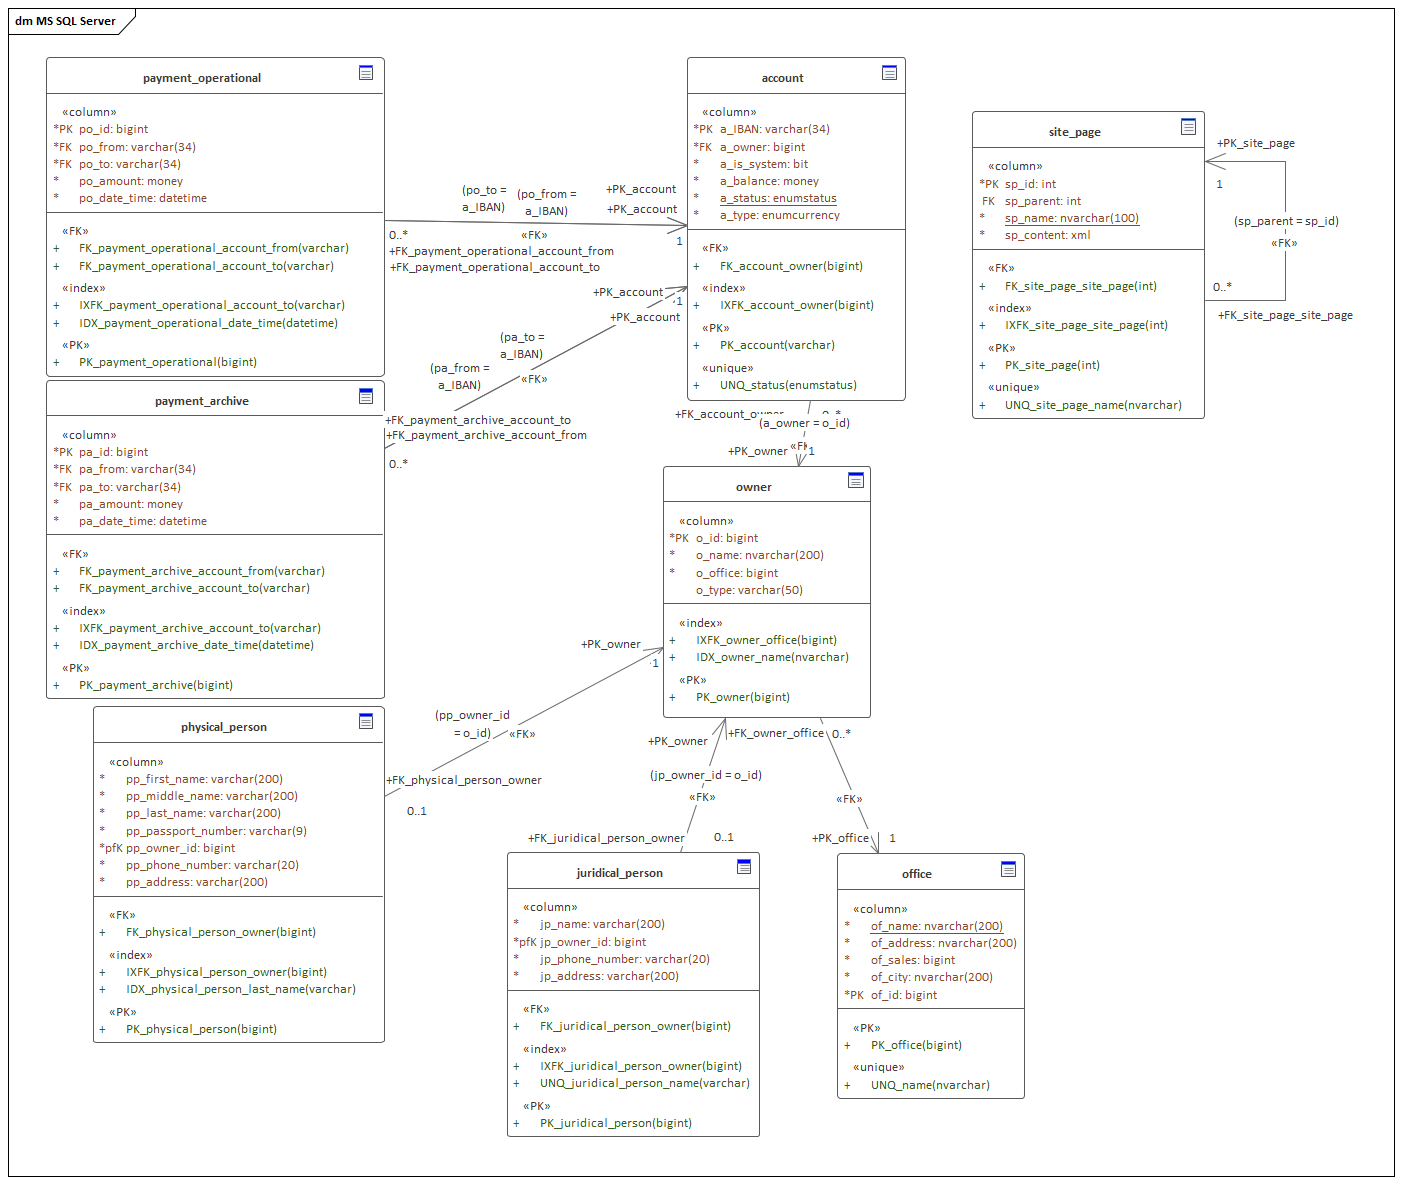 dm MS SQL Server
payment_operational
«column»
*PK po_id: bigint
*FK po_from: varchar(34)
*FK po_to: varchar(34)
* po_amount: money
* po_date_time: datetime
«FK»
+ FK_payment_operational_account_from(varchar)
+ FK_payment_operational_account_to(varchar)
«index»
+ IXFK_payment_operational_account_to(varchar)
+ IDX_payment_operational_date_time(datetime)
«PK»
+ PK_payment_operational(bigint)
payment_archive
«column»
*PK pa_id: bigint
*FK pa_from: varchar(34)
*FK pa_to: varchar(34)
* pa_amount: money
* pa_date_time: datetime
«FK»
+ FK_payment_archive_account_from(varchar)
+ FK_payment_archive_account_to(varchar)
«index»
+ IXFK_payment_archive_account_to(varchar)
+ IDX_payment_archive_date_time(datetime)
«PK»
+ PK_payment_archive(bigint)
physical_person
«column»
* pp_first_name: varchar(200)
* pp_middle_name: varchar(200)
* pp_last_name: varchar(200)
* pp_passport_number: varchar(9)
*pfK pp_owner_id: bigint
* pp_phone_number: varchar(20)
* pp_address: varchar(200)
«FK»
+ FK_physical_person_owner(bigint)
«index»
+ IXFK_physical_person_owner(bigint)
+ IDX_physical_person_last_name(varchar)
«PK»
+ PK_physical_person(bigint)
(po_to =
a_IBAN)
(po_from =
a_IBAN)
+PK_account
+PK_account
0..*
«FK»
1
+FK_payment_operational_account_from
+FK_payment_operational_account_to
+PK_account
1
+PK_account
(pa_to =
a_IBAN)
(pa_from =
a_IBAN)
«FK»
+FK_payment_archive_account_to
+FK_payment_archive_account_from
0..*
account
«column»
*PK a_IBAN: varchar(34)
*FK a_owner: bigint
* a_is_system: bit
* a_balance: money
* a_status: enumstatus
* a_type: enumcurrency
«FK»
+ FK_account_owner(bigint)
«index»
+ IXFK_account_owner(bigint)
«PK»
+ PK_account(varchar)
«unique»
+ UNQ_status(enumstatus)
+FK_account_owner
0..*
(a_owner = o_id)
«FK»
+PK_owner
1
owner
«column»
*PK o_id: bigint
* o_name: nvarchar(200)
* o_office: bigint
o_type: varchar(50)
«index»
+ IXFK_owner_office(bigint)
+ IDX_owner_name(nvarchar)
«PK»
+ PK_owner(bigint)
+PK_owner
1
(pp_owner_id
= o_id)
«FK»
+FK_physical_person_owner
0..1
+PK_owner
(jp_owner_id = o_id)
«FK»
+FK_juridical_person_owner
0..1
+FK_owner_office
0..*
«FK»
+PK_office
1
juridical_person
«column»
* jp_name: varchar(200)
*pfK jp_owner_id: bigint
* jp_phone_number: varchar(20)
* jp_address: varchar(200)
«FK»
+ FK_juridical_person_owner(bigint)
«index»
+ IXFK_juridical_person_owner(bigint)
+ UNQ_juridical_person_name(varchar)
«PK»
+ PK_juridical_person(bigint)
office
«column»
* of_name: nvarchar(200)
* of_address: nvarchar(200)
* of_sales: bigint
* of_city: nvarchar(200)
*PK of_id: bigint
«PK»
+ PK_office(bigint)
«unique»
+ UNQ_name(nvarchar)
site_page
«column»
*PK sp_id: int
FK sp_parent: int
* sp_name: nvarchar(100)
* sp_content: xml
«FK»
+ FK_site_page_site_page(int)
«index»
+ IXFK_site_page_site_page(int)
«PK»
+ PK_site_page(int)
«unique»
+ UNQ_site_page_name(nvarchar)
+PK_site_page
1
(sp_parent = sp_id)
«FK»
0..*
+FK_site_page_site_page